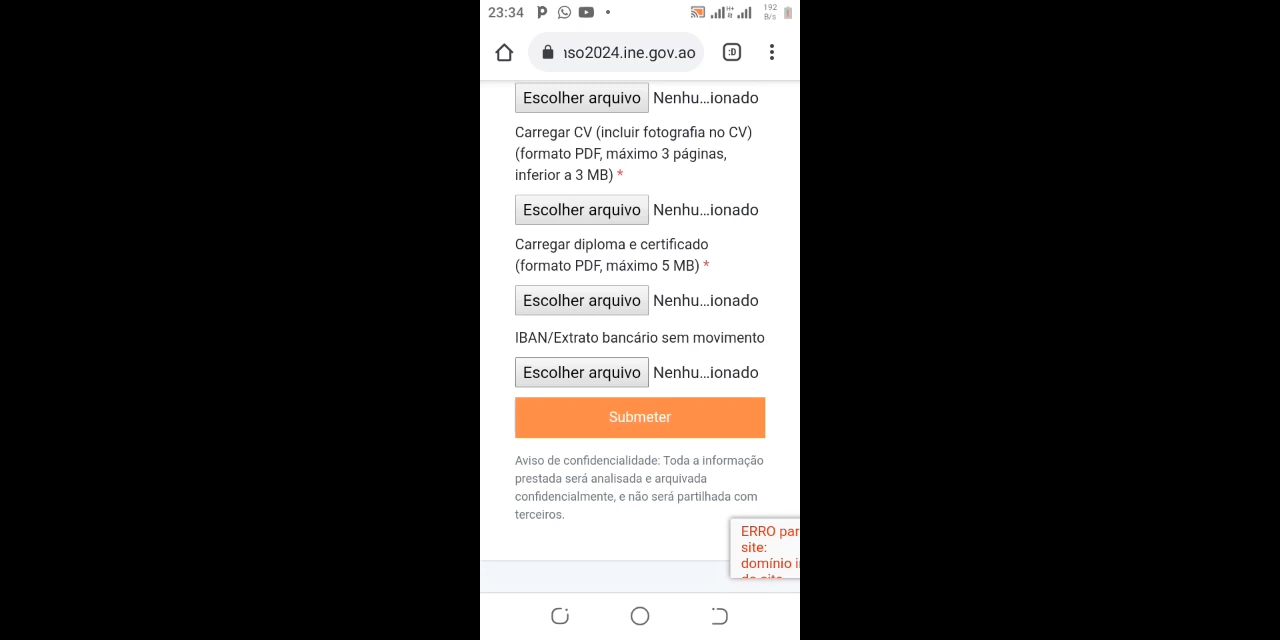 23:34
H+
192
B/s
ıso2024.ine.gov.ao
:D
Escolher arquivo Nenhu...ionado
Carregar CV (incluir fotografia no CV)
(formato PDF, máximo 3 páginas,
inferior a 3 MB) *
Escolher arquivo Nenhu...ionado
Carregar diploma e certificado
(formato PDF, máximo 5 MB) *
Escolher arquivo Nenhu...ionado
IBAN/Extrato bancário sem movimento
Escolher arquivo Nenhu...ionado
Submeter
Aviso de confidencialidade: Toda a informação
prestada será analisada e arquivada
confidencialmente, e não será partilhada com
terceiros.
ERRO par
site:
domínio i
do site